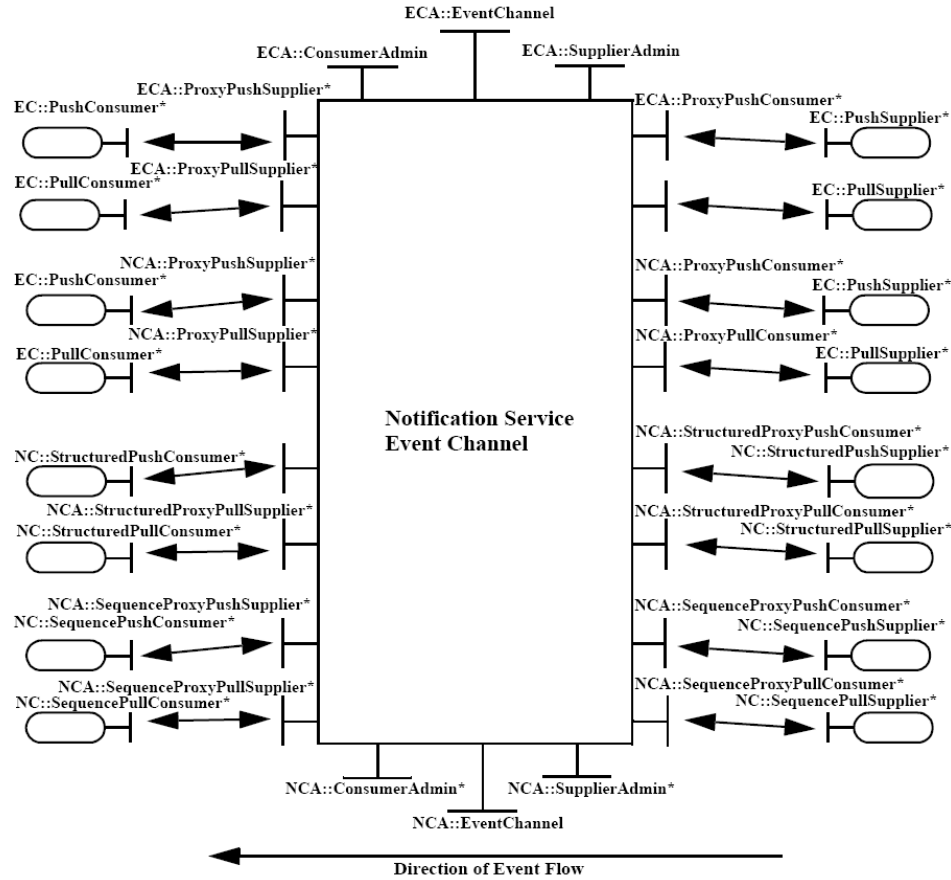 ECA::EventChannel
ECA::ConsumerAdmin
ECA::SupplierAdmin
ECA::ProxyPushSupplier*
ECA::ProxyPushConsumer*
EC::PushConsumer*
EC::PushSupplier*
ECA::ProxyPullSupplier*
EC::PullConsumer*
EC::PullSupplier*
NCA::ProxyPushSupplier*
NCA::ProxyPushConsumer*
EC::PushConsumer*
EC::PushSupplier*
NCA::ProxyPullSupplier*
NCA::ProxyPullConsumer*
EC::PullConsumer*
EC::PullSupplier*
Notification Service
Event Channel
NCA::StructuredProxyPushConsumer*
NC::StructuredPushConsumer*
NC::StructuredPushSupplier*
NCA::StructuredProxyPullSupplier*
NCA::StructuredProxyPullConsumer*
NC::StructuredPullConsumer*
NC::StructuredPullSupplier*
NCA::SequenceProxyPushSupplier*
NCA::SequenceProxyPushConsumer*
NC::SequencePushConsumer*
NC::SequencePushSupplier*
NCA::SequenceProxyPullSupplier*
NCA::SequenceProxyPullConsumer*
NC::SequencePullConsumer*
NC::SequencePullSupplier*
NCA::ConsumerAdmin*
NCA::SupplierAdmin*
NCA::EventChannel
Direction of Event Flow